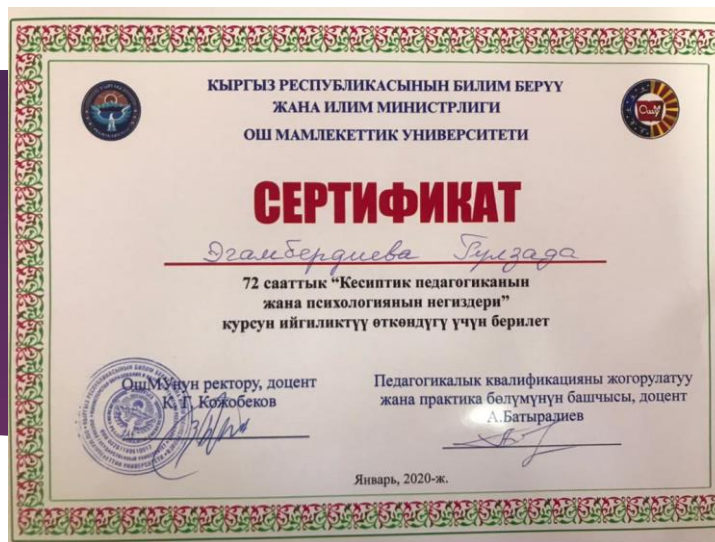 КЫРГЫЗ РЕСПУБЛИКАСЫНЫН БИЛИМ БЕРҮҮ
ЖАНА ИЛИМ МИНИСТРЛИГИ
ОШ МАМЛЕКЕТТИК УНИВЕРСИТЕТИ
ОшМУ
СЕРТИФИКАТ
Эгамбердиева Гулзада
72 сааттык “Кесиптик педагогиканын
жана психологиянын негиздери”
курсун ийгиликтүү өткөндүгү үчүн берилет
ОшМУнун ректору, доцент
К. Г. Кожобеков
Педагогикалык квалификацияны жогорулатуу
жана практика бөлүмүнүн башчысы, доцент
А.Батыралиев
Январь, 2020-ж.